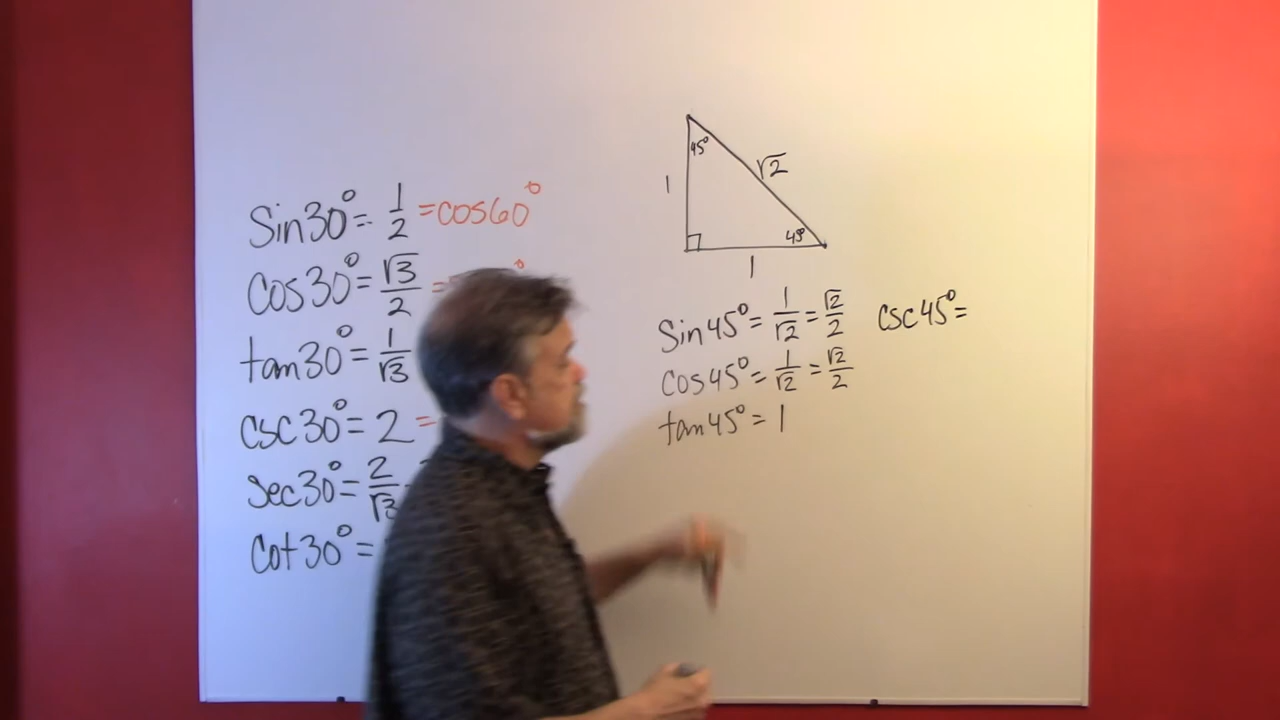 Sin30°= 1/2 =cos60°
cos30°= √3/2 =
tan30°= 1/√3
csc30°= 2 =
sec30°= 2/√3
cot30°=
45°
√2
1
45°
1
Sin45°= 1/√2 = √2/2
csc45°=
cos45°= 1/√2 = √2/2
tan45°= 1